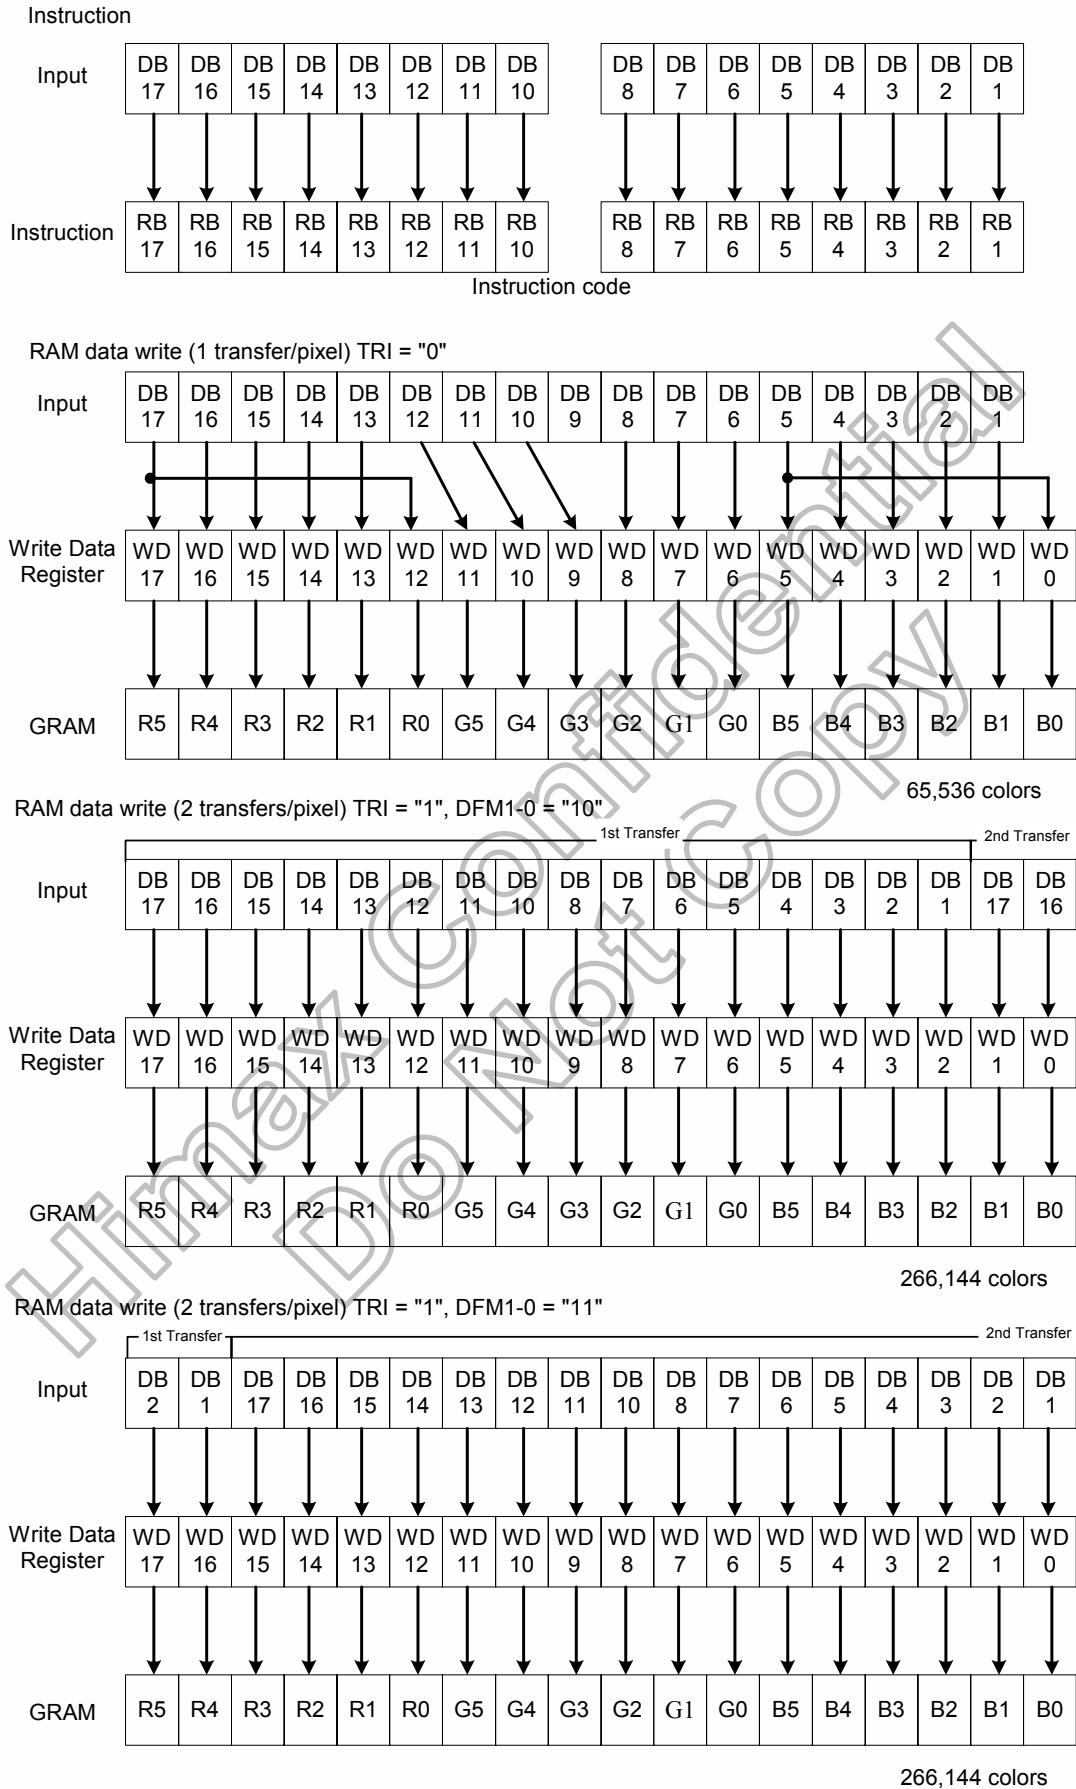 Instruction
Input DB 17 DB 16 DB 15 DB 14 DB 13 DB 12 DB 11 DB 10 DB 8 DB 7 DB 6 DB 5 DB 4 DB 3 DB 2 DB 1
Instruction RB 17 RB 16 RB 15 RB 14 RB 13 RB 12 RB 11 RB 10 RB 8 RB 7 RB 6 RB 5 RB 4 RB 3 RB 2 RB 1
Instruction code
RAM data write (1 transfer/pixel) TRI = "0"
Input DB 17 DB 16 DB 15 DB 14 DB 13 DB 12 DB 11 DB 10 DB 9 DB 8 DB 7 DB 6 DB 5 DB 4 DB 3 DB 2 DB 1
Write Data Register WD 17 WD 16 WD 15 WD 14 WD 13 WD 12 WD 11 WD 10 WD 9 WD 8 WD 7 WD 6 WD 5 WD 4 WD 3 WD 2 WD 1 WD 0
GRAM R5 R4 R3 R2 R1 R0 G5 G4 G3 G2 G1 G0 B5 B4 B3 B2 B1 B0
65,536 colors
RAM data write (2 transfers/pixel) TRI = "1", DFM1-0 = "10"
1st Transfer 2nd Transfer
Input DB 17 DB 16 DB 15 DB 14 DB 13 DB 12 DB 11 DB 10 DB 8 DB 7 DB 6 DB 5 DB 4 DB 3 DB 2 DB 1 DB 17 DB 16
Write Data Register WD 17 WD 16 WD 15 WD 14 WD 13 WD 12 WD 11 WD 10 WD 9 WD 8 WD 7 WD 6 WD 5 WD 4 WD 3 WD 2 WD 1 WD 0
GRAM R5 R4 R3 R2 R1 R0 G5 G4 G3 G2 G1 G0 B5 B4 B3 B2 B1 B0
266,144 colors
RAM data write (2 transfers/pixel) TRI = "1", DFM1-0 = "11"
1st Transfer 2nd Transfer
Input DB 2 DB 1 DB 17 DB 16 DB 15 DB 14 DB 13 DB 12 DB 11 DB 10 DB 8 DB 7 DB 6 DB 5 DB 4 DB 3 DB 2 DB 1
Write Data Register WD 17 WD 16 WD 15 WD 14 WD 13 WD 12 WD 11 WD 10 WD 9 WD 8 WD 7 WD 6 WD 5 WD 4 WD 3 WD 2 WD 1 WD 0
GRAM R5 R4 R3 R2 R1 R0 G5 G4 G3 G2 G1 G0 B5 B4 B3 B2 B1 B0
266,144 colors
Himax Confidential
Do Not Copy